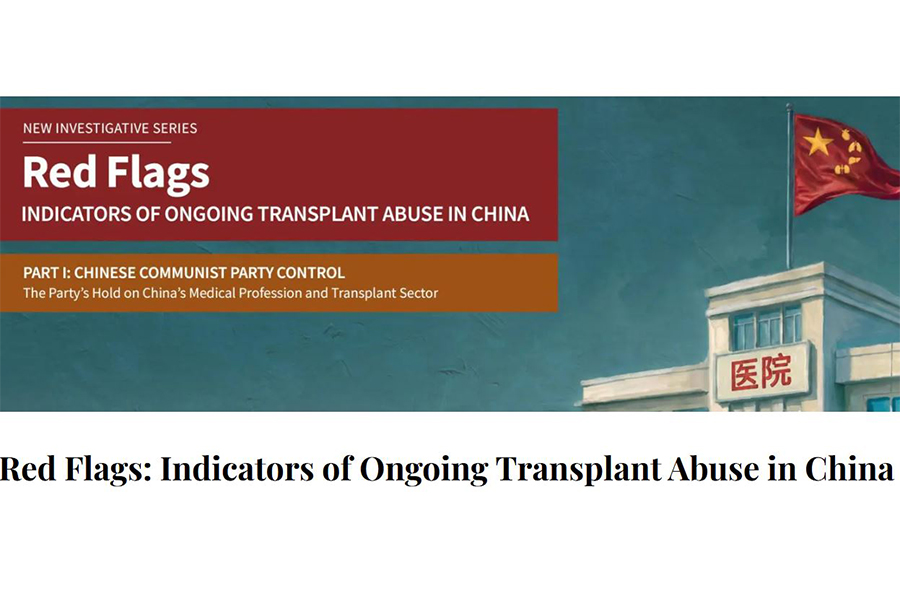 NEW INVESTIGATIVE SERIES
Red Flags
INDICATORS OF ONGOING TRANSPLANT ABUSE IN CHINA
PART I: CHINESE COMMUNIST PARTY CONTROL
The Party’s Hold on China’s Medical Profession and Transplant Sector
医院
Red Flags: Indicators of Ongoing Transplant Abuse in China